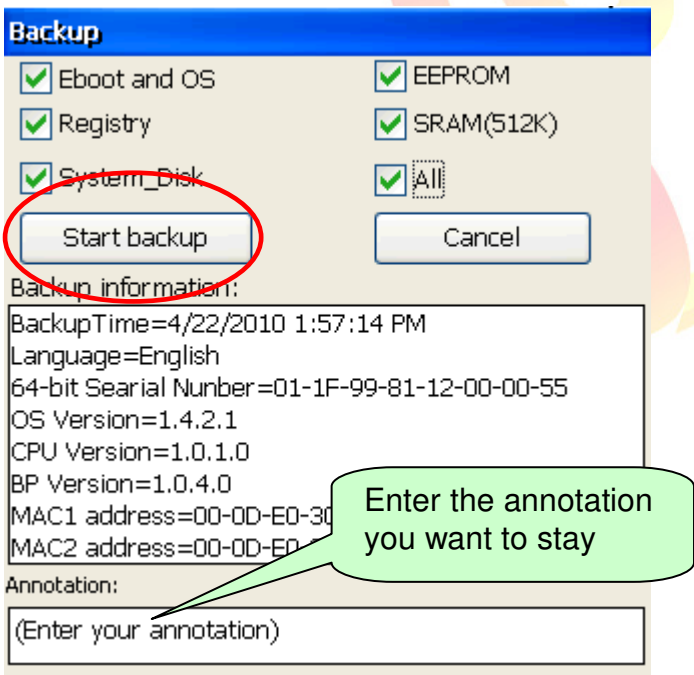 Backup
Eboot and OS EEPROM
Registry SRAM(512K)
System_Disk All
Start backup Cancel
Backup information:
BackupTime=4/22/2010 1:57:14 PM
Language=English
64-bit Searial Nunber=01-1F-99-81-12-00-00-55
OS Version=1.4.2.1
CPU Version=1.0.1.0
BP Version=1.0.4.0
MAC1 address=00-0D-E0-30
MAC2 address=00-0D-E0
Enter the annotation
you want to stay
Annotation:
(Enter your annotation)